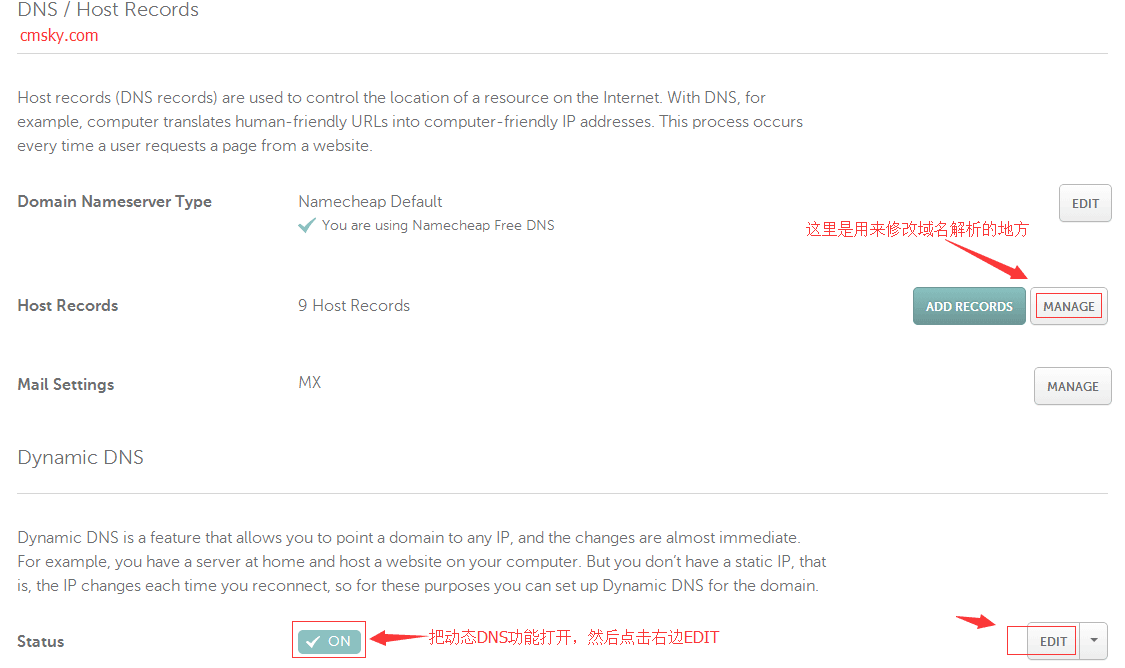 DNS / Host Records
cmsky.com
Host records (DNS records) are used to control the location of a resource on the Internet. With DNS, for
example, computer translates human-friendly URLs into computer-friendly IP addresses. This process occurs
every time a user requests a page from a website.
Domain Nameserver Type
Namecheap Default
EDIT
You are using Namecheap Free DNS
这里是用来修改域名解析的地方
Host Records
9 Host Records
ADD RECORDS
MANAGE
Mail Settings
MX
MANAGE
Dynamic DNS
Dynamic DNS is a feature that allows you to point a domain to any IP, and the changes are almost immediate.
For example, you have a server at home and host a website on your computer. But you don’t have a static IP, that
is, the IP changes each time you reconnect, so for these purposes you can set up Dynamic DNS for the domain.
Status
ON
把动态DNS功能打开，然后点击右边EDIT
EDIT